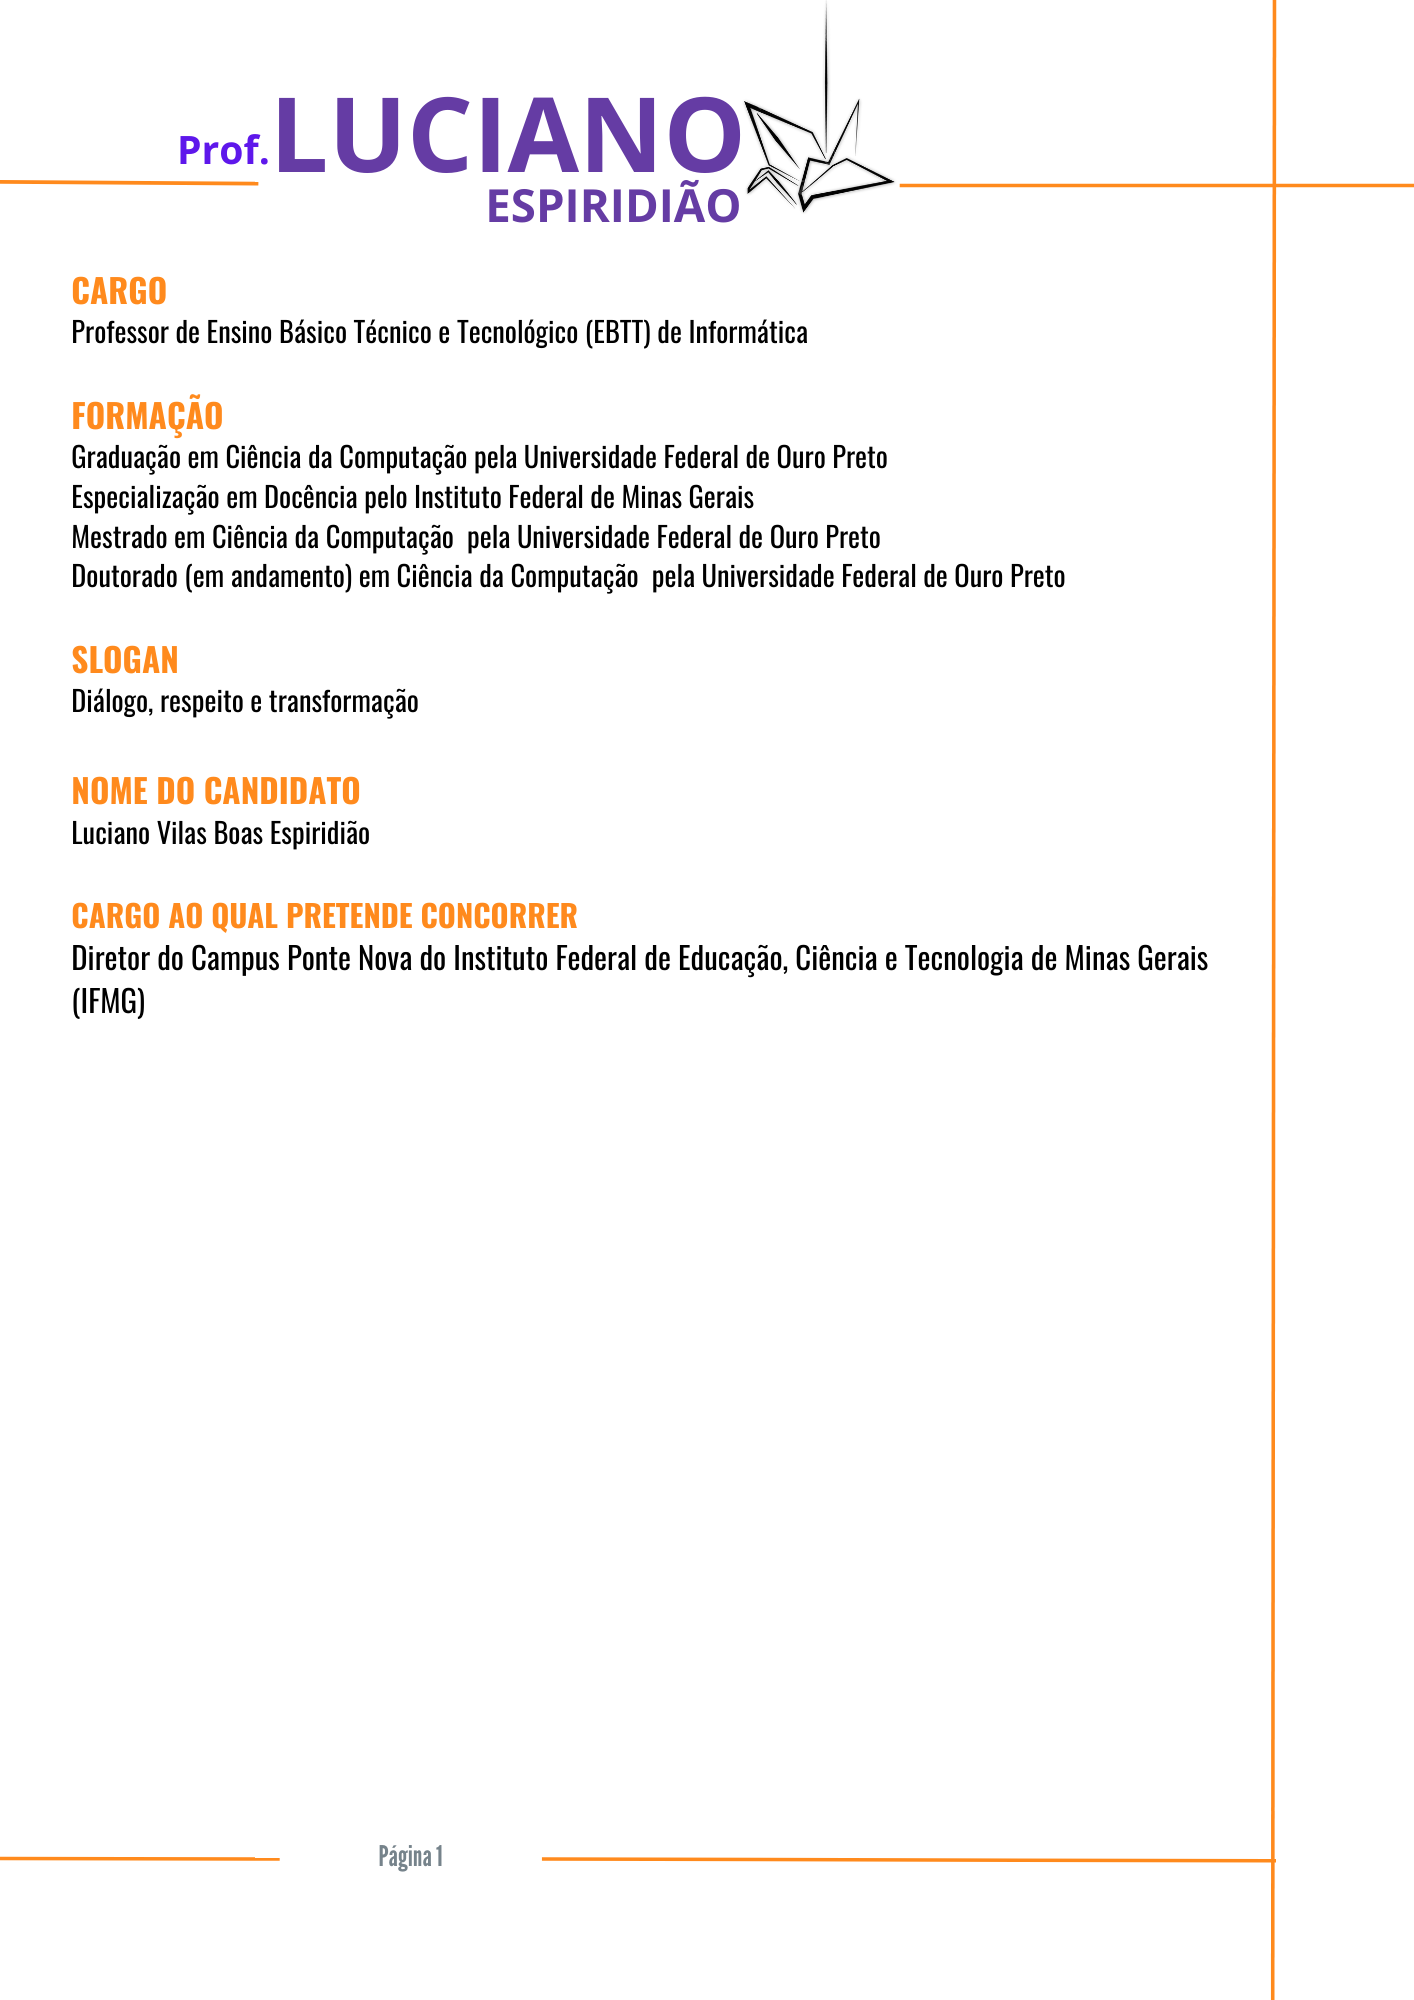 Prof. LUCIANO
ESPIRIDIÃO
CARGO
Professor de Ensino Básico Técnico e Tecnológico (EBTT) de Informática
FORMAÇÃO
Graduação em Ciência da Computação pela Universidade Federal de Ouro Preto
Especialização em Docência pelo Instituto Federal de Minas Gerais
Mestrado em Ciência da Computação  pela Universidade Federal de Ouro Preto
Doutorado (em andamento) em Ciência da Computação  pela Universidade Federal de Ouro Preto
SLOGAN
Diálogo, respeito e transformação
NOME DO CANDIDATO
Luciano Vilas Boas Espiridião
CARGO AO QUAL PRETENDE CONCORRER
Diretor do Campus Ponte Nova do Instituto Federal de Educação, Ciência e Tecnologia de Minas Gerais
(IFMG)
Página 1